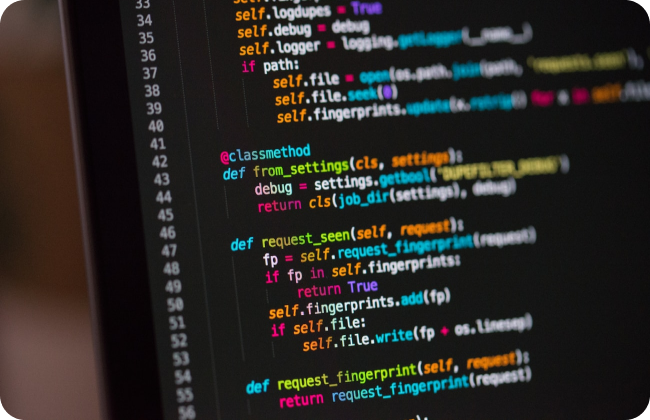 33
34 self.logdupes = True
35 self.debug = debug
36 self.logger = logging.getLogger(__name__)
37 if path:
38 self.file = open(os.path.join(path, 'requests.seen'),
39 self.file.seek(0)
40 self.fingerprints.update(x.rstrip() for x in self.file
41
42 @classmethod
43 def from_settings(cls, settings):
44 debug = settings.getbool("DUPEFILTER_DEBUG")
45 return cls(job_dir(settings), debug)
46
47 def request_seen(self, request):
48 fp = self.request_fingerprint(request)
49 if fp in self.fingerprints:
50 return True
51 self.fingerprints.add(fp)
52 if self.file:
53 self.file.write(fp + os.linesep)
54
55 def request_fingerprint(self, request):
56 return request_fingerprint(request)